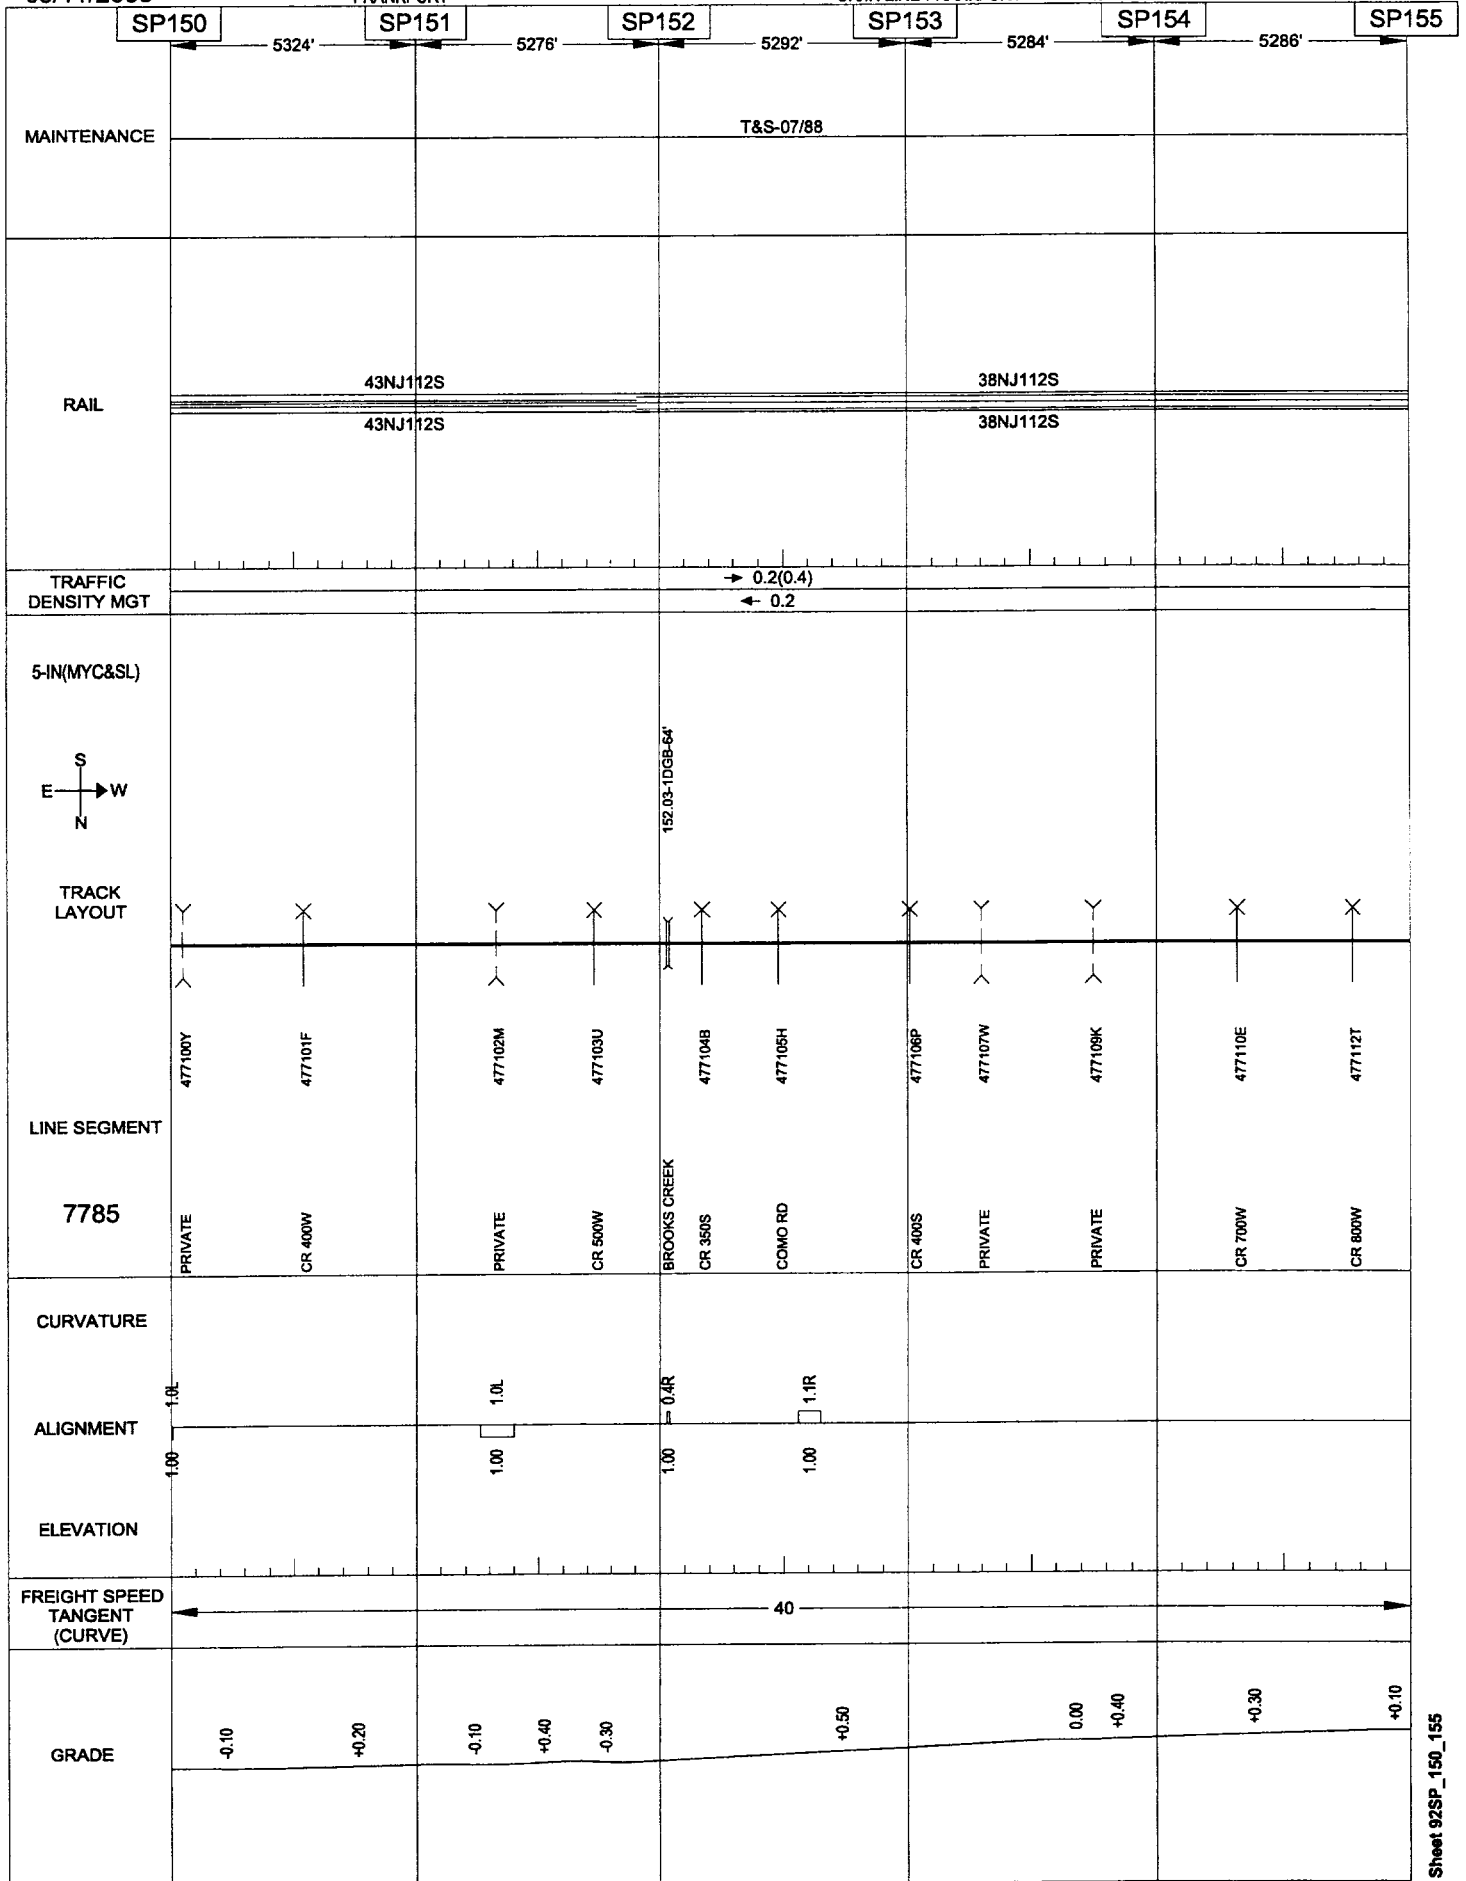 SP150 SP151 SP152 SP153 SP154 SP155
5324' 5276' 5292' 5284' 5286'
MAINTENANCE
T&S-07/88
RAIL
43NJ112S 38NJ112S
43NJ112S 38NJ112S
TRAFFIC
DENSITY MGT
→ 0.2(0.4)
← 0.2
5-IN(MYC&SL)
S
E W
N
152.03-1DGB-64'
TRACK
LAYOUT
477100Y
477101F
477102M
477103U
477104B
477105H
477106P
477107W
477109K
477110E
477112T
LINE SEGMENT
7785
PRIVATE
CR 400W
PRIVATE
CR 500W
BROOKS CREEK
CR 350S
COMO RD
CR 400S
PRIVATE
PRIVATE
CR 700W
CR 800W
CURVATURE
1.0L 1.0L 0.4R 1.1R
ALIGNMENT
1.00 1.00 1.00 1.00
ELEVATION
FREIGHT SPEED
TANGENT
(CURVE)
40
GRADE
-0.10 +0.20 -0.10 +0.40 -0.30 +0.50 0.00 +0.40 +0.30 +0.10
Sheet 92SP_150_155